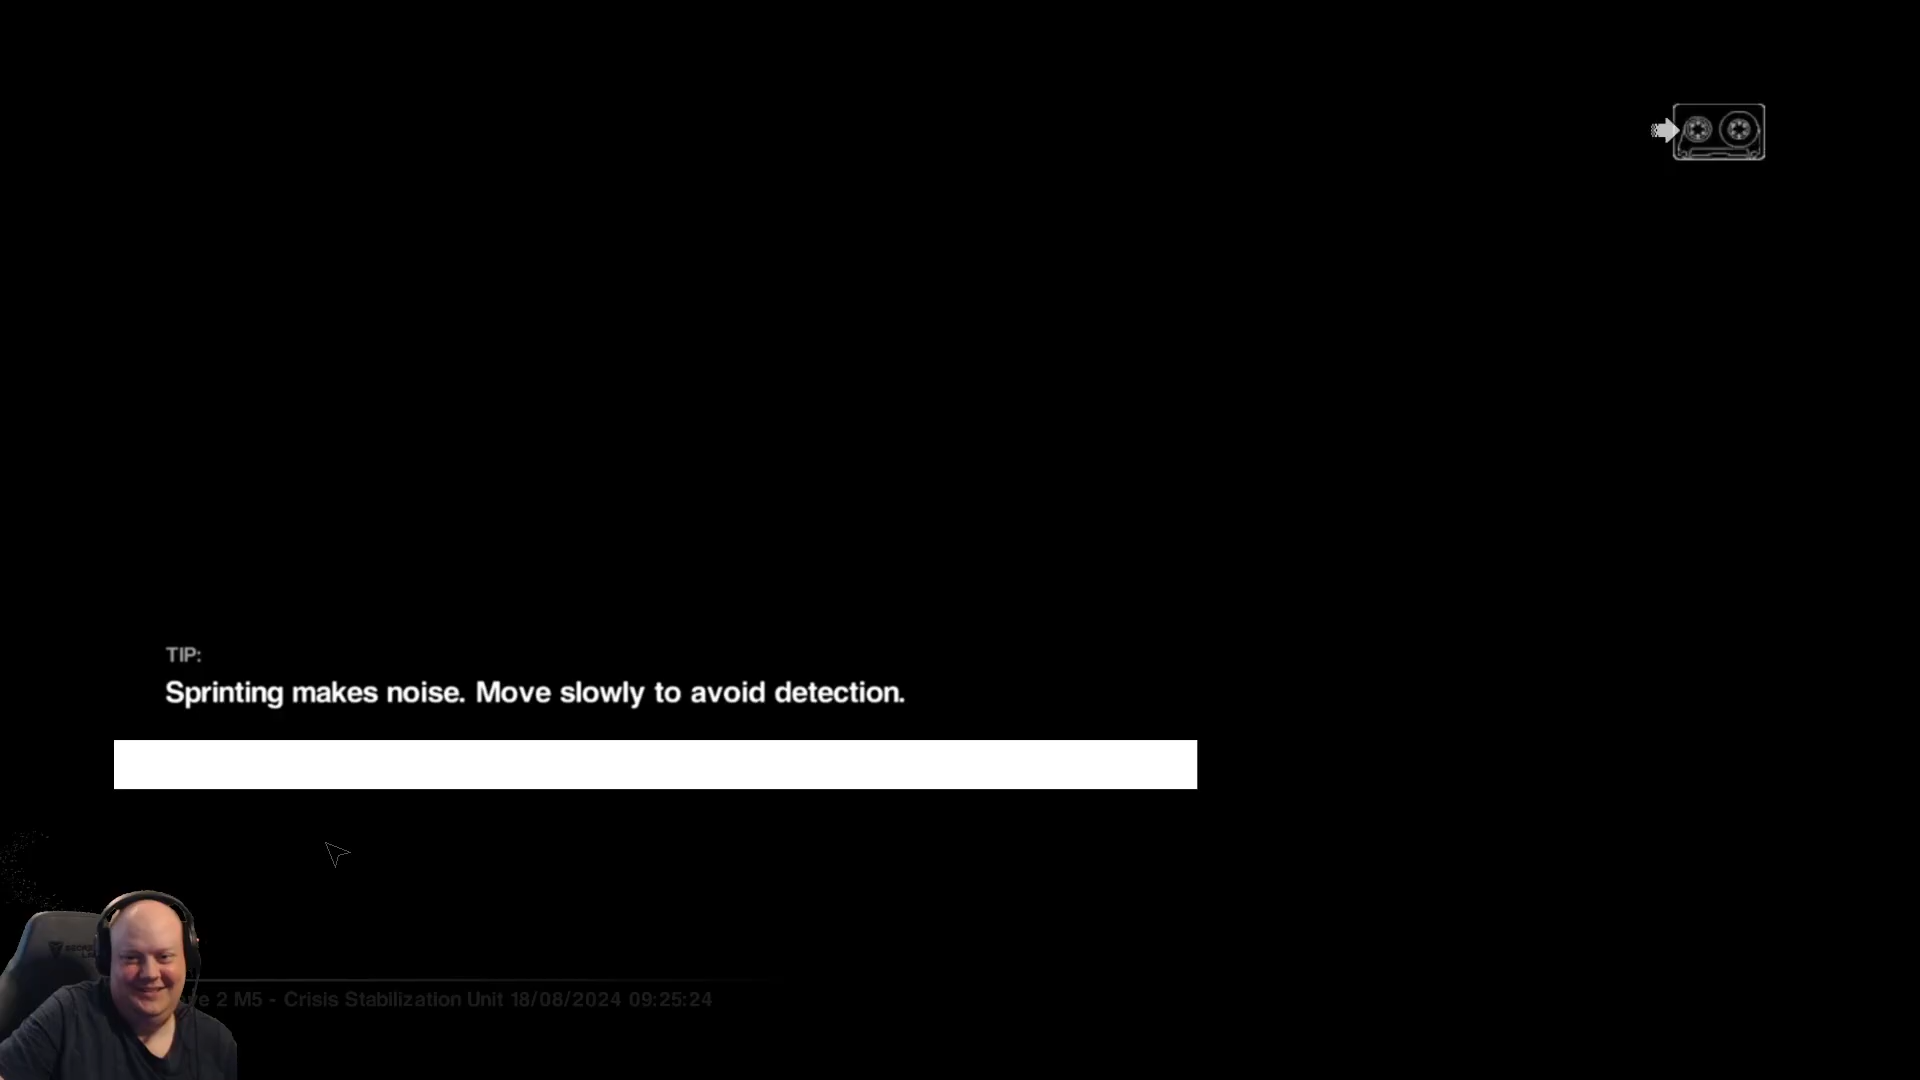 TIP:
Sprinting makes noise. Move slowly to avoid detection.
2 M5 - Crisis Stabilization Unit 18/08/2024 09:25:24